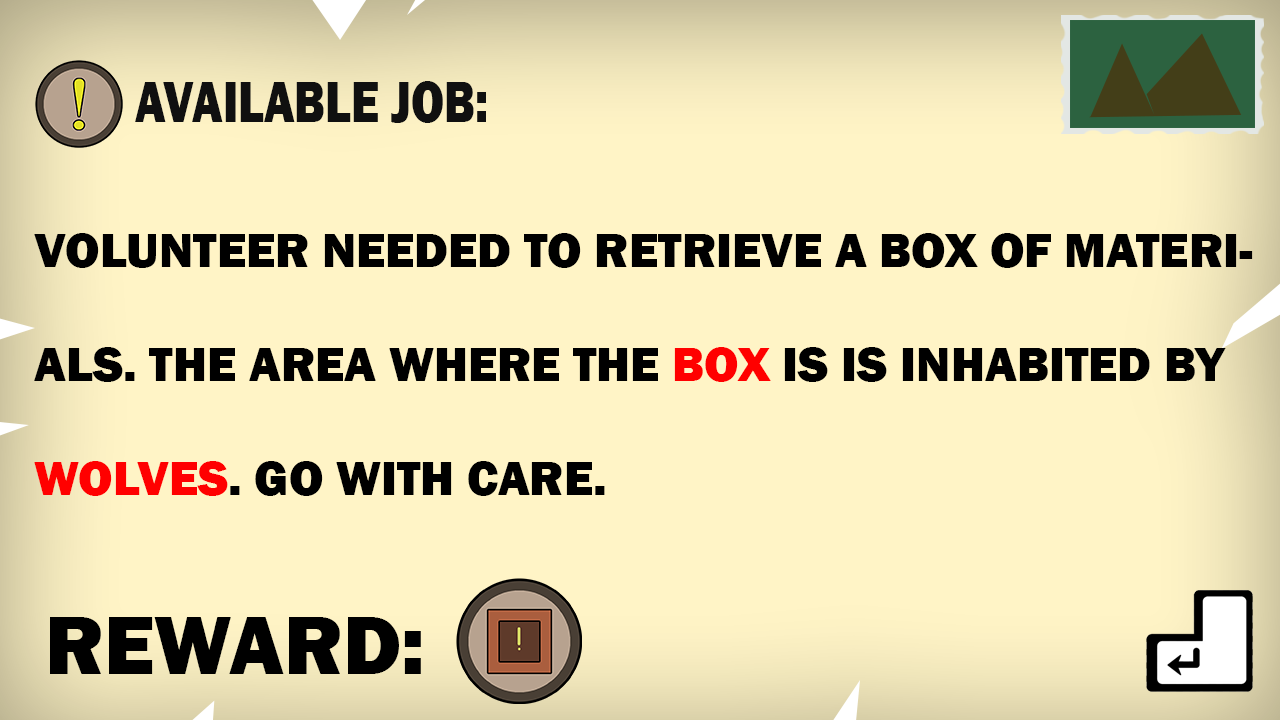 AVAILABLE JOB:
VOLUNTEER NEEDED TO RETRIEVE A BOX OF MATERI-
ALS. THE AREA WHERE THE BOX IS IS INHABITED BY
WOLVES. GO WITH CARE.
REWARD: